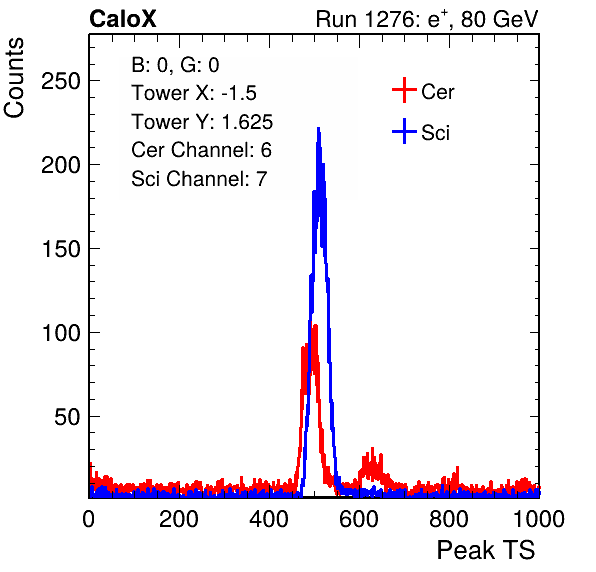 CaloX Run 1276: e⁺, 80 GeV
Counts
B: 0, G: 0
Tower X: -1.5
Tower Y: 1.625
Cer Channel: 6
Sci Channel: 7
Cer
Sci
250
200
150
100
50
0 200 400 600 800 1000
Peak TS